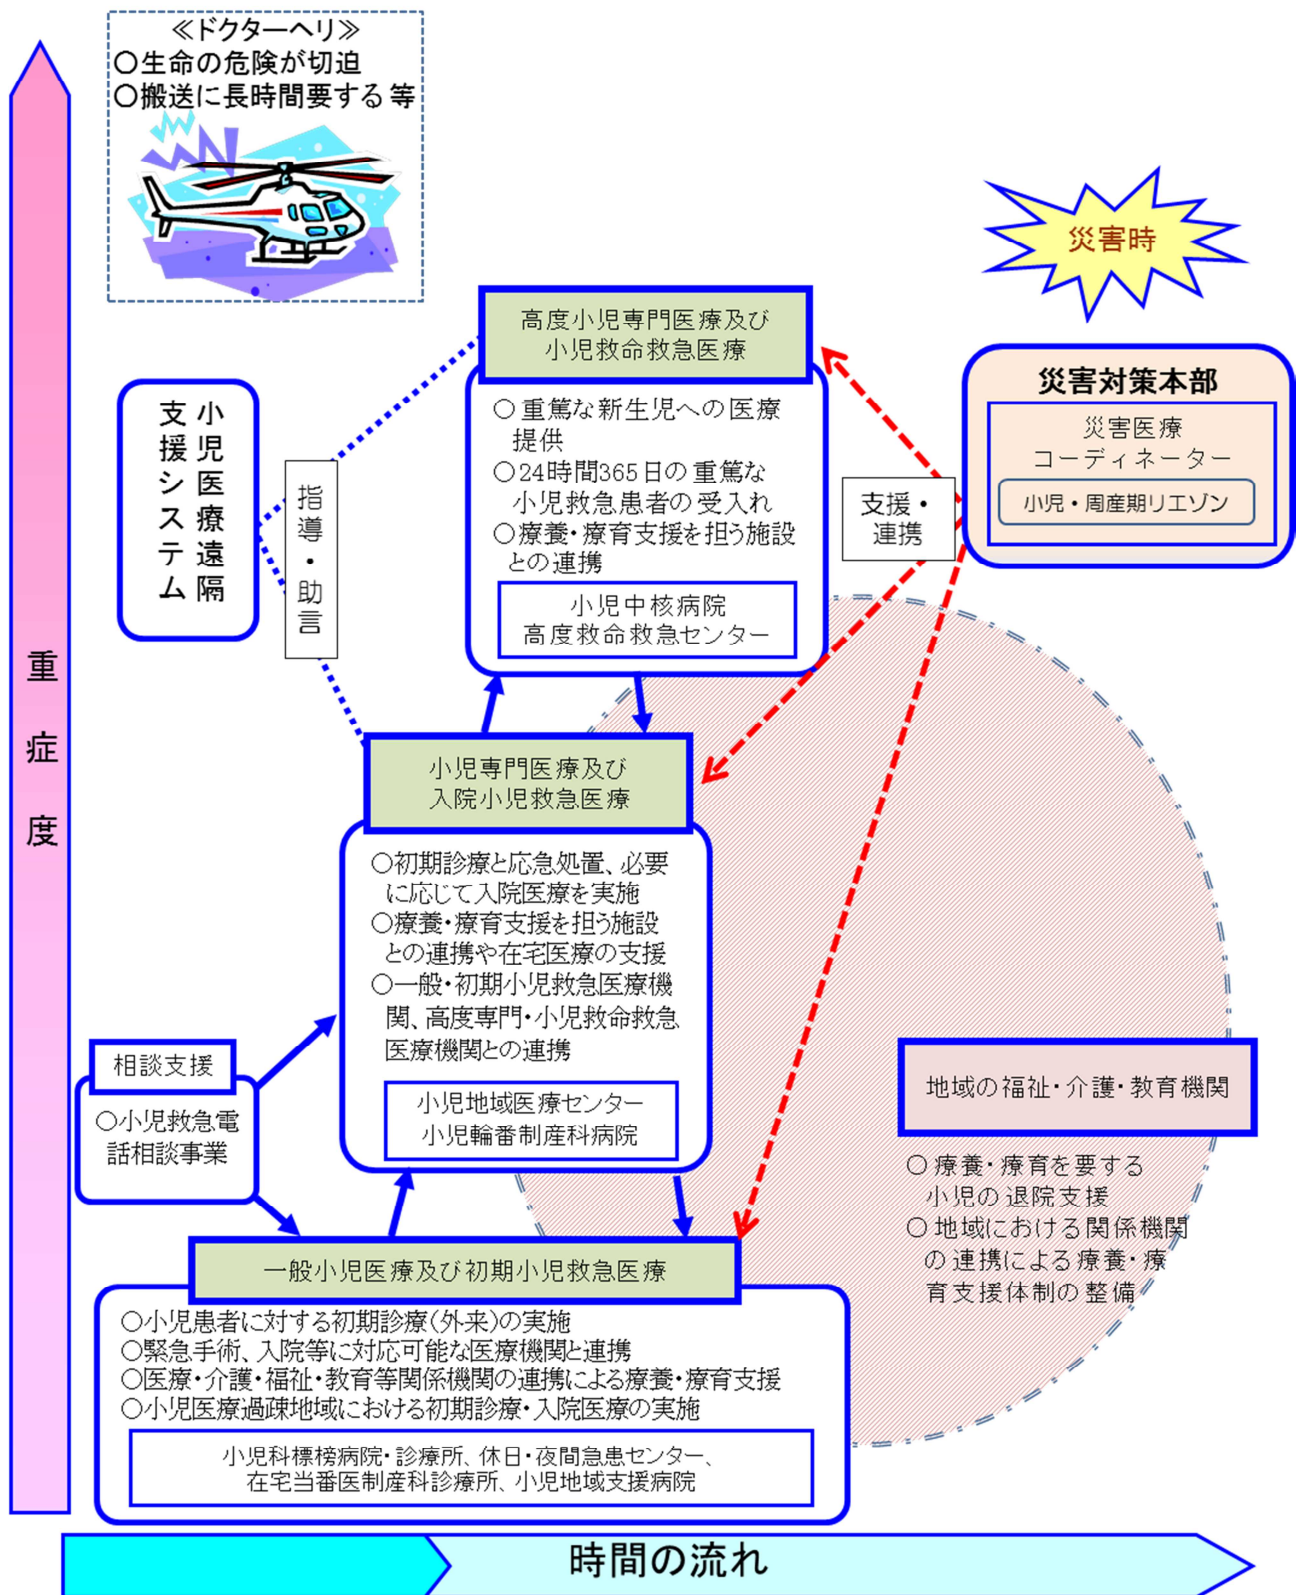 ≪ドクターヘリ≫
○生命の危険が切迫
○搬送に長時間要する 等
災害時
高度小児専門医療及び
小児救命救急医療
○ 重篤な新生児への医療
提供
○24時間365日の重篤な
小児救急患者の受入れ
○療養・療育支援を担う施設
との連携
小児中核病院
高度救命救急センター
小児医療遠隔
支援システム
指導・助言
支援・
連携
災害対策本部
災害医療
コーディネーター
小児・周産期リエゾン
重症度
小児専門医療及び
入院小児救急医療
○初期診療と応急処置、必要
に応じて入院医療を実施
○療養・療育支援を担う施設
との連携や在宅医療の支援
○一般・初期小児救急医療機
関、高度専門・小児救命救急
医療機関との連携
小児地域医療センター
小児輪番制産科病院
相談支援
○小児救急電
話相談事業
地域の福祉・介護・教育機関
○ 療養・療育を要する
小児の退院支援
○ 地域における関係機関
の連携による療養・療
育支援体制の整備
一般小児医療及び初期小児救急医療
○小児患者に対する初期診療(外来)の実施
○緊急手術、入院等に対応可能な医療機関と連携
○医療・介護・福祉・教育等関係機関の連携による療養・療育支援
○小児医療過疎地域における初期診療・入院医療の実施
小児科標榜病院・診療所、休日・夜間急患センター、
在宅当番医制産科診療所、小児地域支援病院
時間の流れ